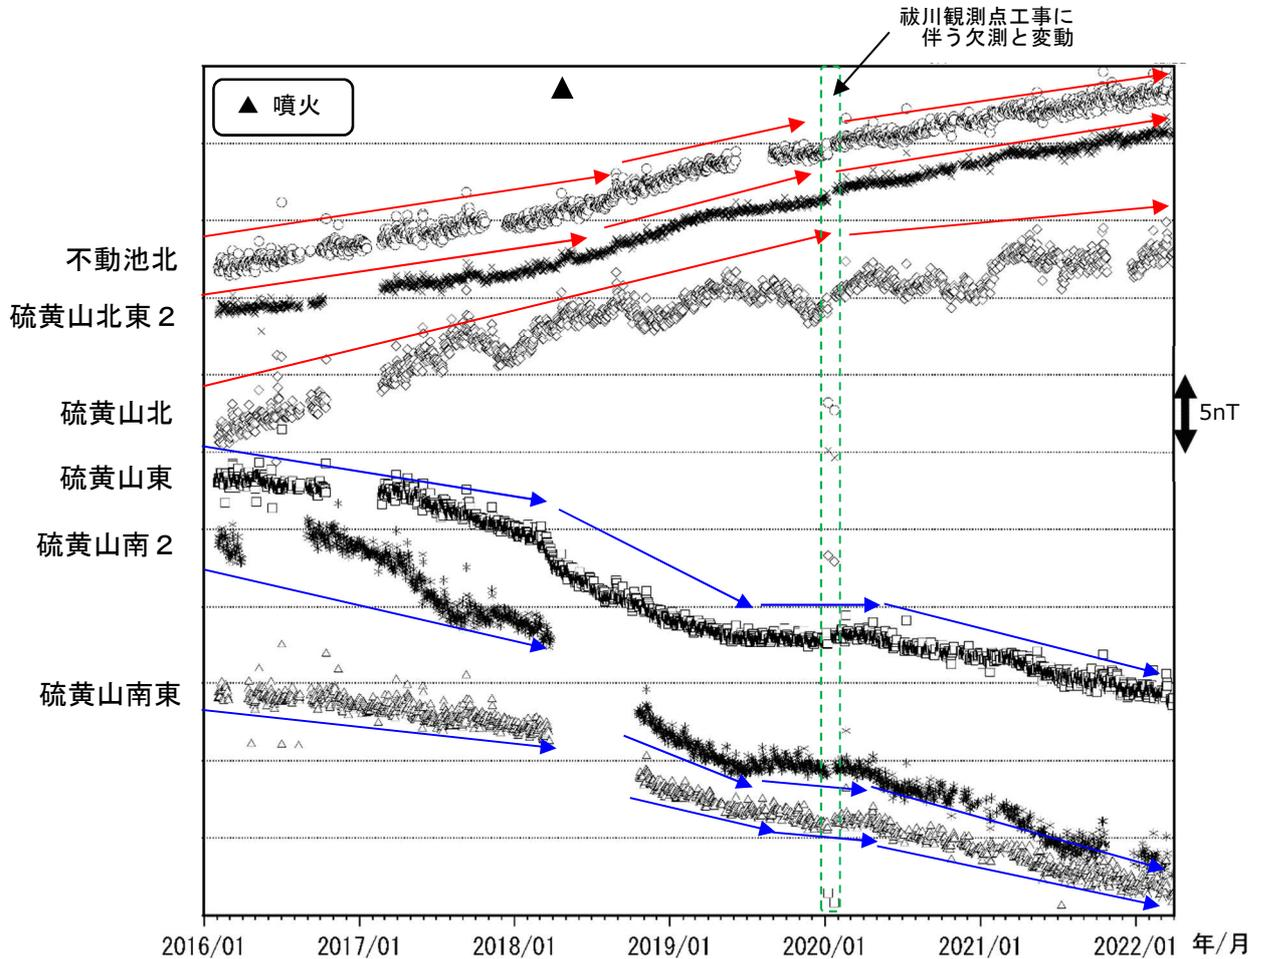 祓川観測点工事に
伴う欠測と変動
▲ 噴火
不動池北
硫黄山北東２
硫黄山北
5nT
硫黄山東
硫黄山南２
硫黄山南東
2016/01 2017/01 2018/01 2019/01 2020/01 2021/01 2022/01 年/月